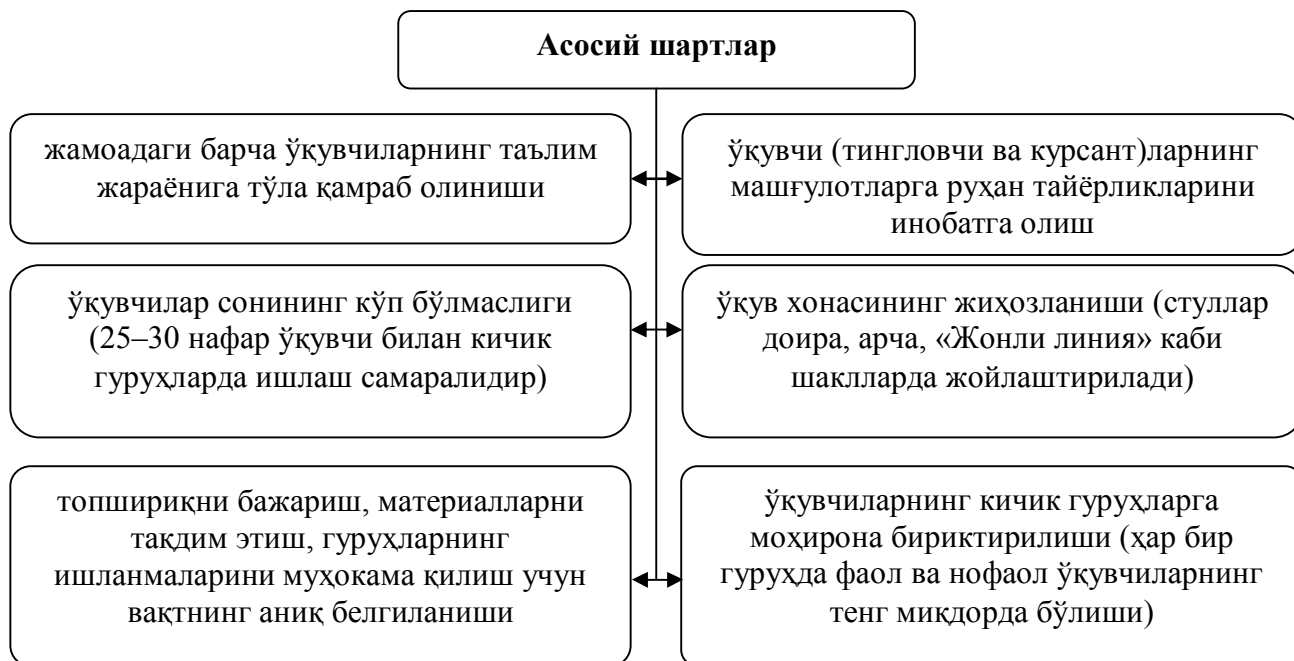 Асосий шартлар
жамоадаги барча ўқувчиларнинг таълим
жараёнига тўла қамраб олиниши
ўқувчи (тингловчи ва курсант)ларнинг
машғулотларга руҳан тайёрликларини
инобатга олиш
ўқувчилар сонининг кўп бўлмаслиги
(25–30 нафар ўқувчи билан кичик
гуруҳларда ишлаш самаралидир)
ўқув хонасининг жиҳозланиши (стуллар
доира, арча, «Жонли линия» каби
шаклларда жойлаштирилади)
топшириқни бажариш, материалларни
тақдим этиш, гуруҳларнинг
ишланмаларини муҳокама қилиш учун
вақтнинг аниқ белгиланиши
ўқувчиларнинг кичик гуруҳларга
моҳирона бириктирилиши (ҳар бир
гуруҳда фаол ва нофаол ўқувчиларнинг
тенг миқдорда бўлиши)